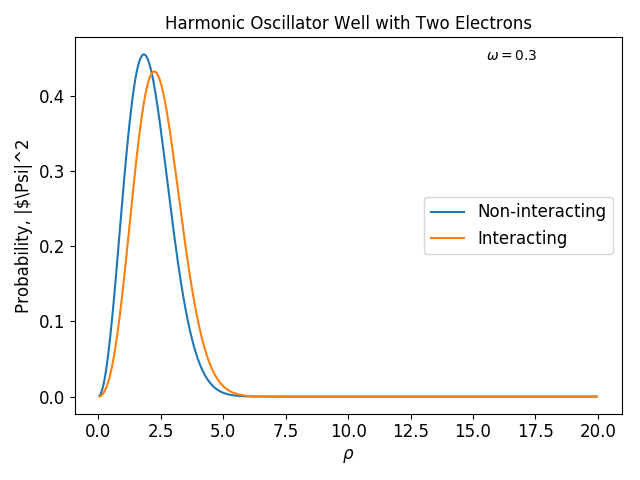 Harmonic Oscillator Well with Two Electrons
ω = 0.3
Probability, |$\Psi|^2
0.4
0.3
0.2
0.1
0.0
Non-interacting
Interacting
0.0 2.5 5.0 7.5 10.0 12.5 15.0 17.5 20.0
ρ